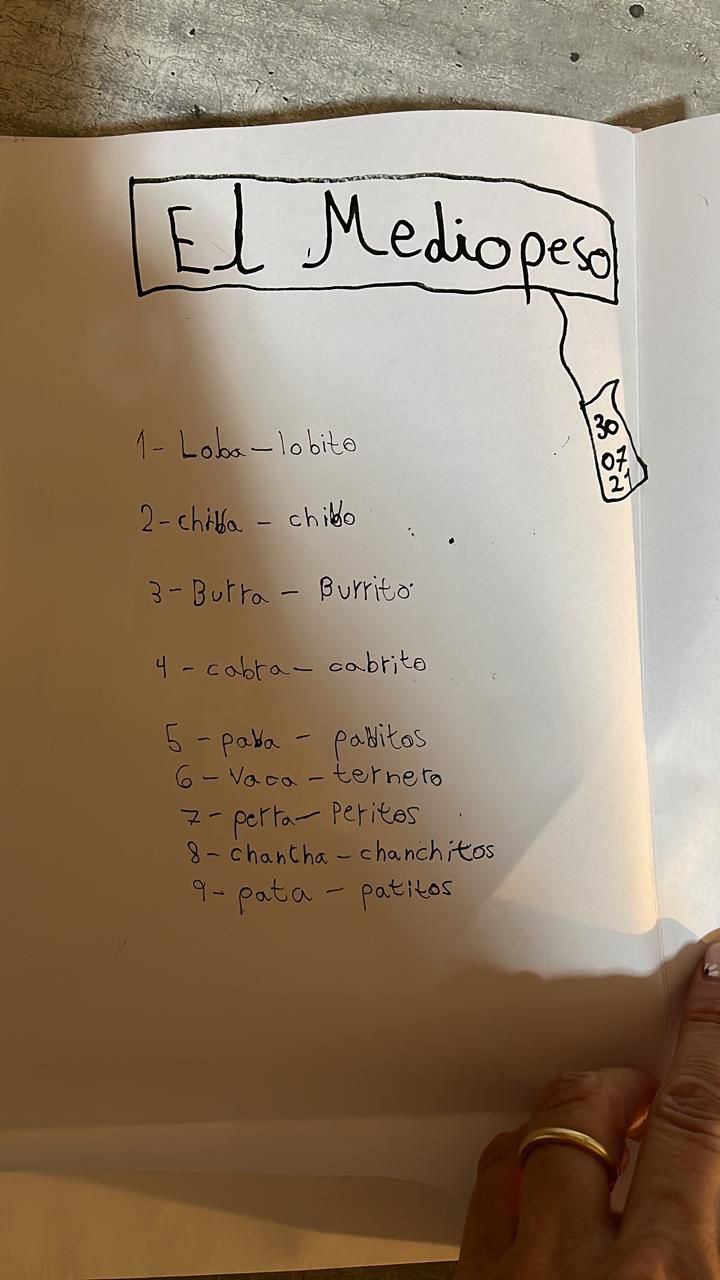 El Mediopeso
30
07
21
1- Loba - lobito
2- chiva - chivo
3- Burra - Burrito
4 - cabra - cabrito
5 - pava - pavitos
6 - Vaca - ternero
7 - perra - Peritos
8 - chancha - chanchitos
9 - pata - patitos